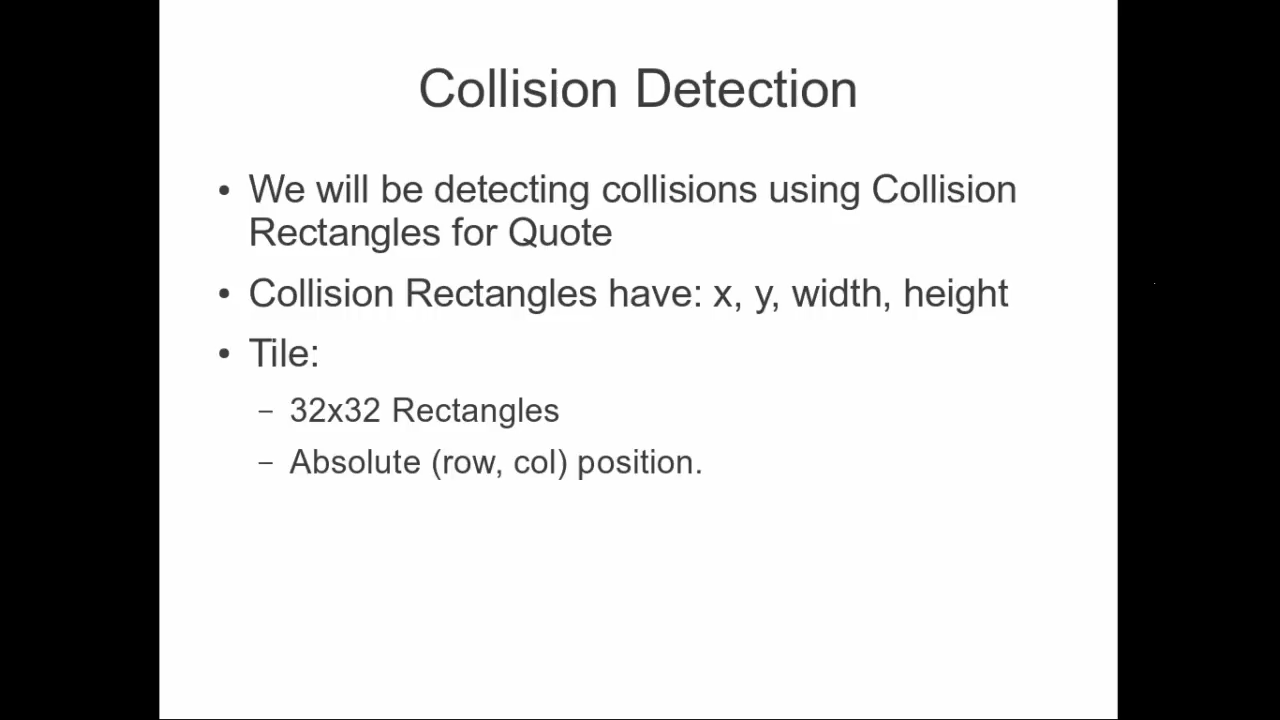 Collision Detection
• We will be detecting collisions using Collision
Rectangles for Quote
• Collision Rectangles have: x, y, width, height
• Tile:
– 32x32 Rectangles
– Absolute (row, col) position.